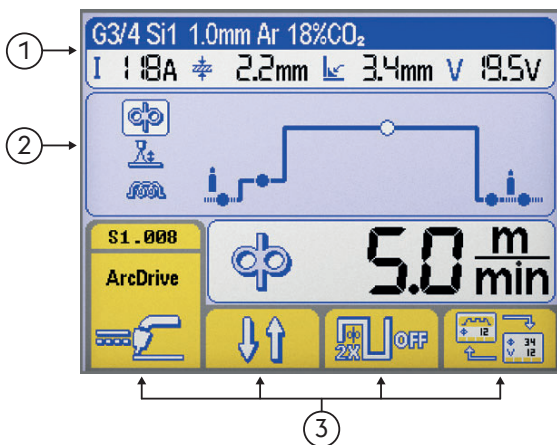 G3/4 Si1 1.0mm Ar 18%CO₂
I 118A 2.2mm 3.4mm V 19.5V
S1.008
ArcDrive
5.0 m/min
2X OFF
12 34
V 12
1
2
3